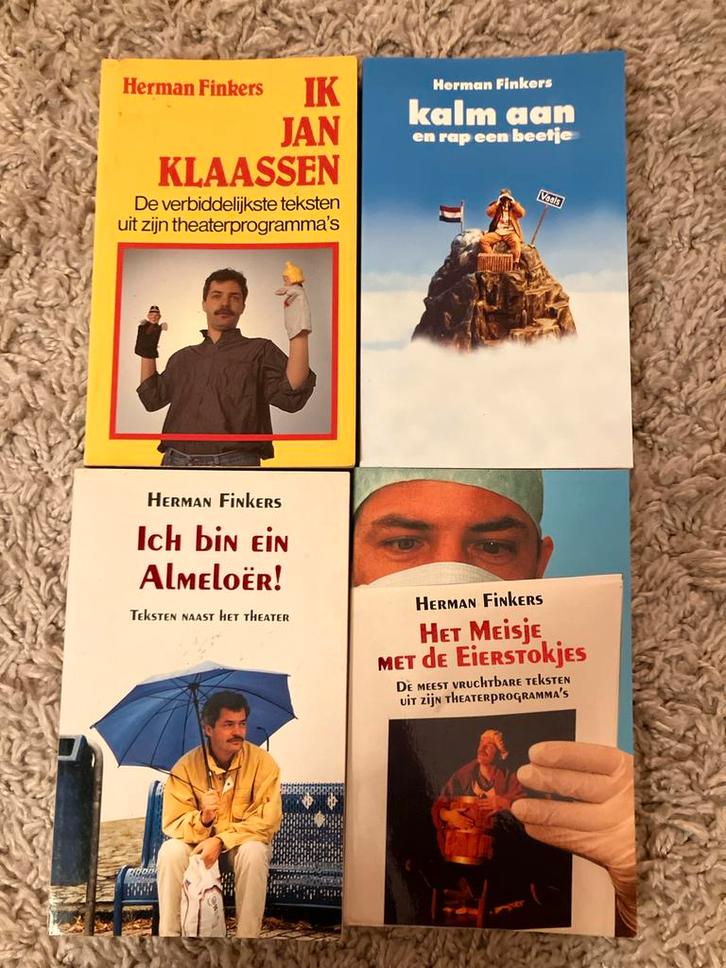 Herman Finkers
IK
JAN
KLAASSEN
De verbiddelijkste teksten
uit zijn theaterprogramma's
Herman Finkers
kalm aan
en rap een beetje
Vaals
Herman Finkers
Ich bin ein
Almeloër!
Teksten naast het theater
Herman Finkers
Het Meisje
met de Eierstokjes
De meest vruchtbare teksten
uit zijn theaterprogramma's